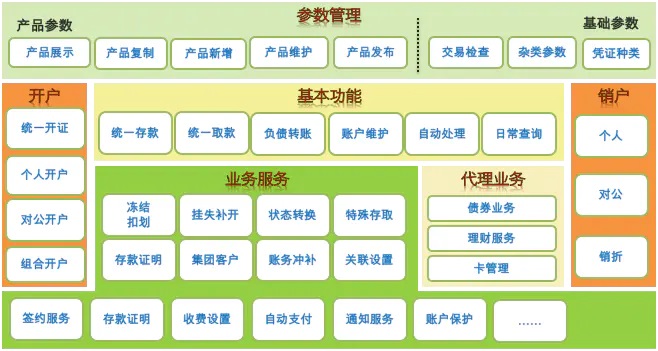 参数管理
产品参数
基础参数
产品展示
产品复制
产品新增
产品维护
产品发布
交易检查
杂类参数
凭证种类
开户
统一开证
个人开户
对公开户
组合开户
基本功能
统一存款
统一取款
负债转账
账户维护
自动处理
日常查询
销户
个人
对公
销折
业务服务
冻结
扣划
挂失补开
状态转换
特殊存取
存款证明
集团客户
账务冲补
关联设置
代理业务
债券业务
理财服务
卡管理
签约服务
存款证明
收费设置
自动支付
通知服务
账户保护
……